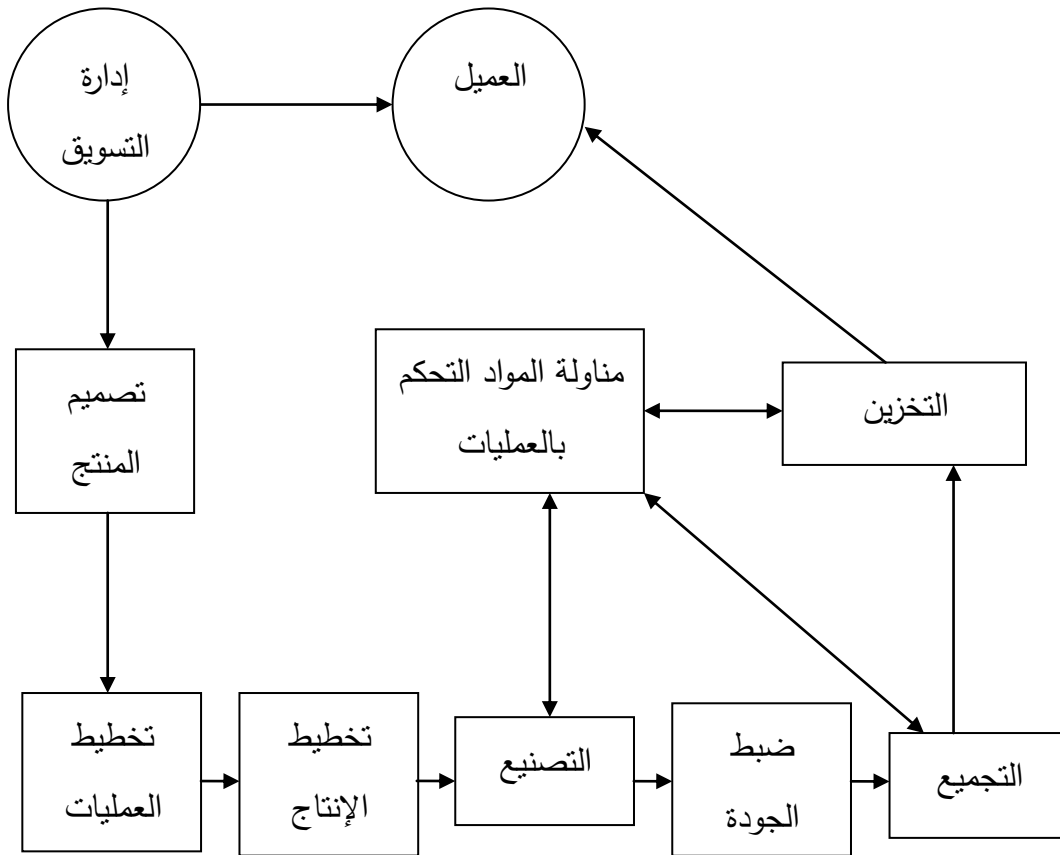 إدارة
التسويق
العميل
تصميم
المنتج
مناولة المواد التحكم
بالعمليات
التخزين
تخطيط
العمليات
تخطيط
الإنتاج
التصنيع
ضبط
الجودة
التجميع